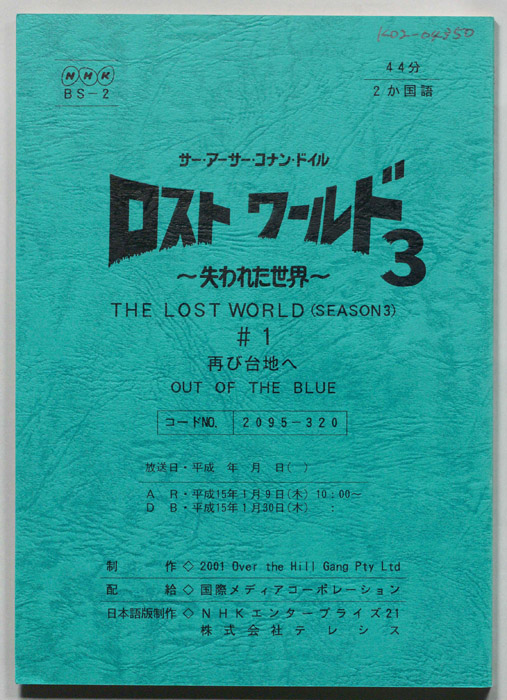 K02-04350
NHK
BS-2
44分
2か国語
サー・アーサー・コナン・ドイル
ロスト ワールド3
~失われた世界~
THE LOST WORLD (SEASON3)
#1
再び台地へ
OUT OF THE BLUE
コードNO. 2095-320
放送日・平成 年 月 日( )
A R・平成15年1月9日(木) 10:00~
D B・平成15年1月30日(木) :
制 作◇2001 Over the Hill Gang Pty Ltd
配 給◇国際メディアコーポレーション
日本語版制作◇NHKエンタープライズ21
株式会社テレシス